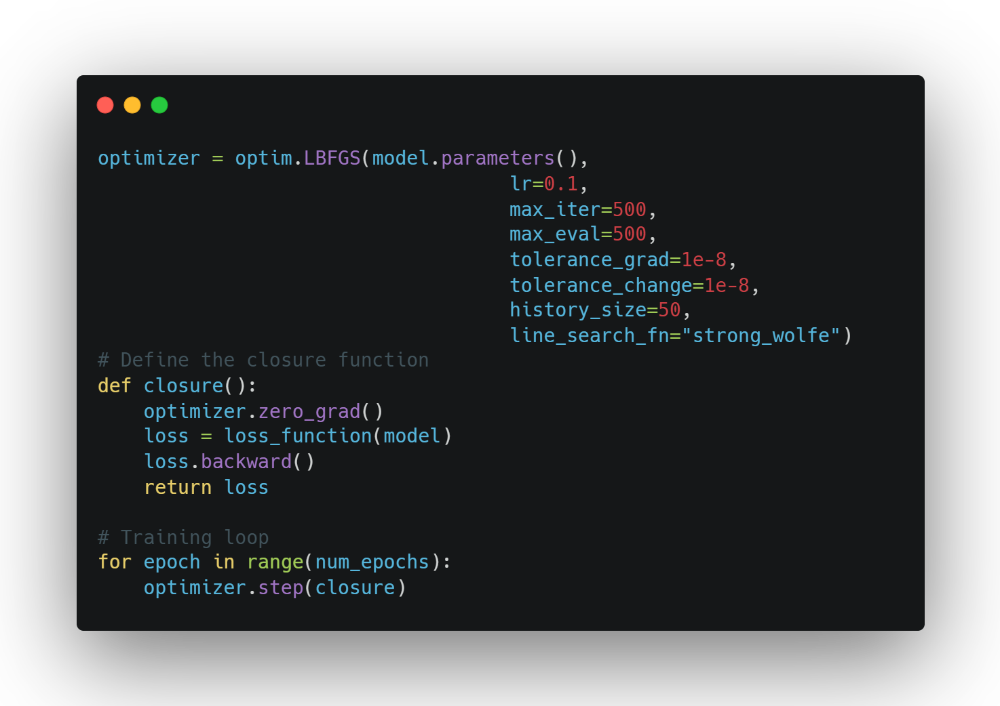 optimizer = optim.LBFGS(model.parameters(),
                                    lr=0.1,
                                    max_iter=500,
                                    max_eval=500,
                                    tolerance_grad=1e-8,
                                    tolerance_change=1e-8,
                                    history_size=50,
                                    line_search_fn="strong_wolfe")
# Define the closure function
def closure():
    optimizer.zero_grad()
    loss = loss_function(model)
    loss.backward()
    return loss

# Training loop
for epoch in range(num_epochs):
    optimizer.step(closure)